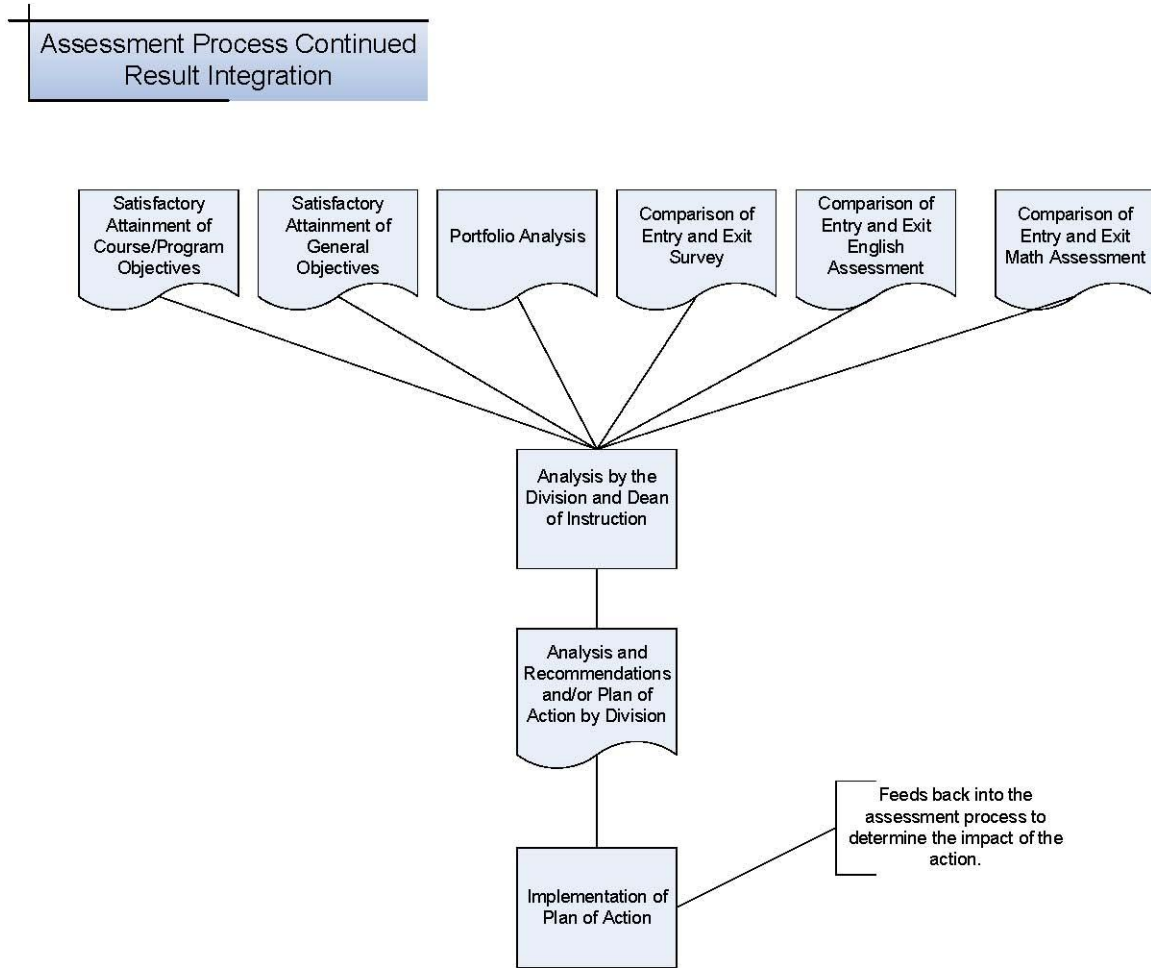 Assessment Process Continued
Result Integration
Satisfactory
Attainment of
Course/Program
Objectives
Satisfactory
Attainment of
General
Objectives
Portfolio Analysis
Comparison of
Entry and Exit
Survey
Comparison of
Entry and Exit
English
Assessment
Comparison of
Entry and Exit
Math Assessment
Analysis by the
Division and Dean
of Instruction
Analysis and
Recommendations
and/or Plan of
Action by Division
Feeds back into the
assessment process to
determine the impact of the
action.
Implementation of
Plan of Action